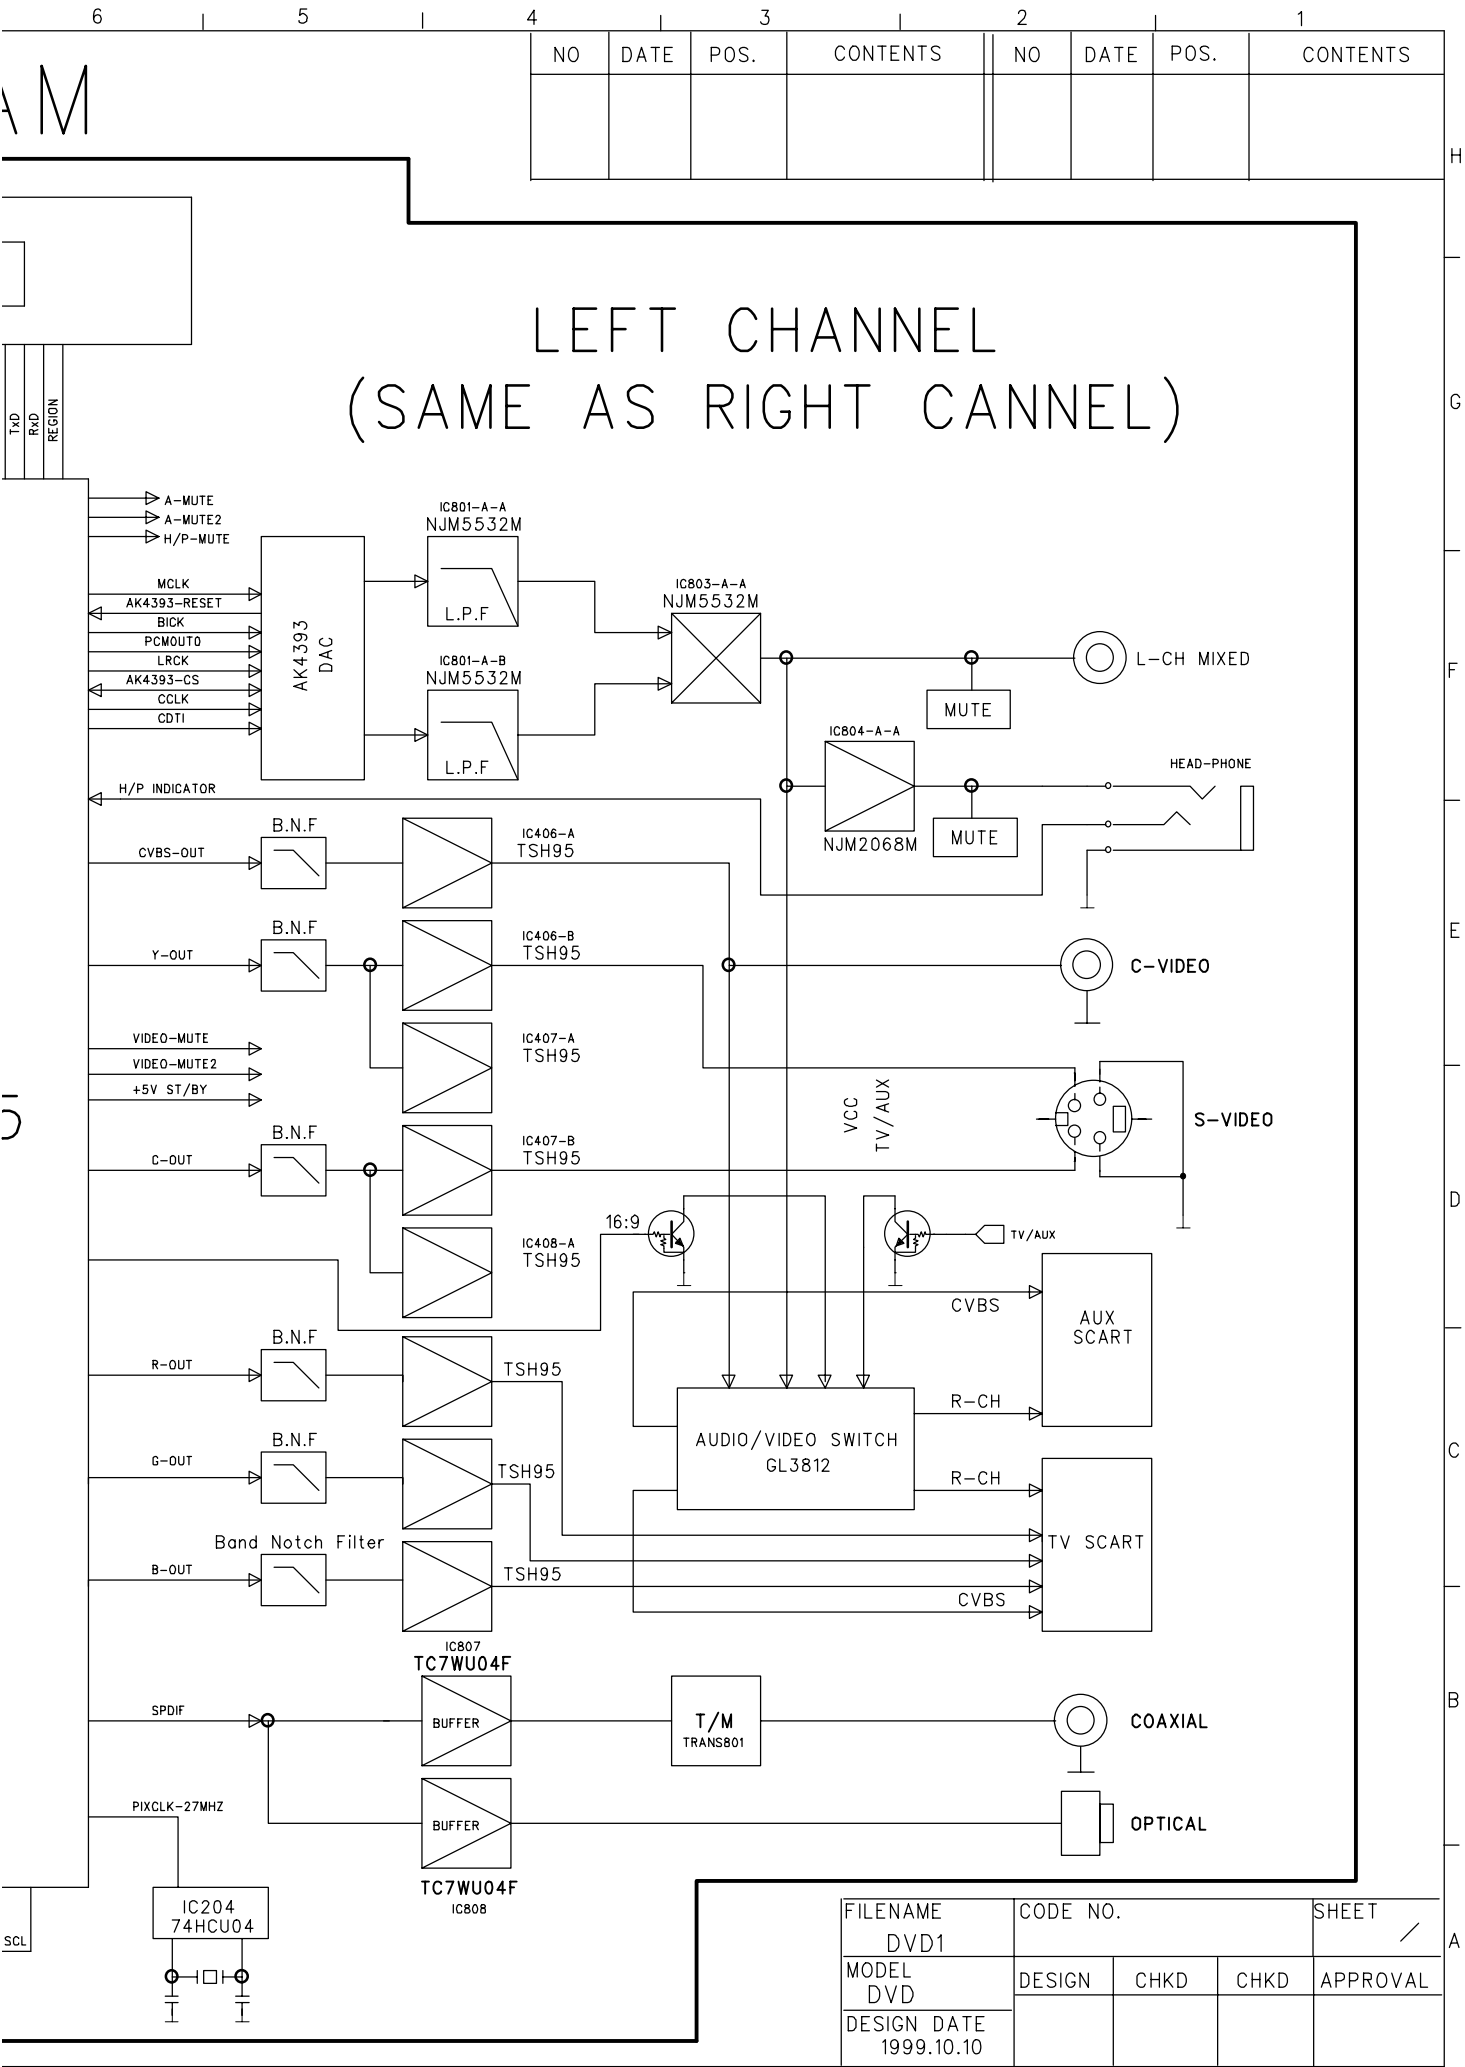 6 5 4 3 2 1
NO DATE POS. CONTENTS NO DATE POS. CONTENTS
AM
H
LEFT CHANNEL
(SAME AS RIGHT CANNEL)
G
TxD
RxD
REGION
A-MUTE
A-MUTE2
H/P-MUTE
MCLK
AK4393-RESET
BICK
PCMOUT0
LRCK
AK4393-CS
CCLK
CDTI
AK4393
DAC
IC801-A-A
NJM5532M
L.P.F
IC801-A-B
NJM5532M
L.P.F
IC803-A-A
NJM5532M
L-CH MIXED
MUTE
F
IC804-A-A
NJM2068M
MUTE
HEAD-PHONE
H/P INDICATOR
B.N.F
CVBS-OUT
IC406-A
TSH95
B.N.F
Y-OUT
IC406-B
TSH95
C-VIDEO
E
IC407-A
TSH95
VIDEO-MUTE
VIDEO-MUTE2
+5V ST/BY
5
VCC
TV/AUX
S-VIDEO
B.N.F
C-OUT
IC407-B
TSH95
D
IC408-A
TSH95
16:9
TV/AUX
CVBS
AUX
SCART
B.N.F
R-OUT
TSH95
R-CH
AUDIO/VIDEO SWITCH
GL3812
B.N.F
G-OUT
TSH95
R-CH
C
TV SCART
Band Notch Filter
B-OUT
TSH95
CVBS
IC807
TC7WU04F
SPDIF
BUFFER
T/M
TRANS801
COAXIAL
B
PIXCLK-27MHZ
BUFFER
OPTICAL
TC7WU04F
IC808
IC204
74HCU04
SCL
FILENAME
DVD1
CODE NO.
SHEET
/
A
MODEL
DVD
DESIGN CHKD CHKD APPROVAL
DESIGN DATE
1999.10.10